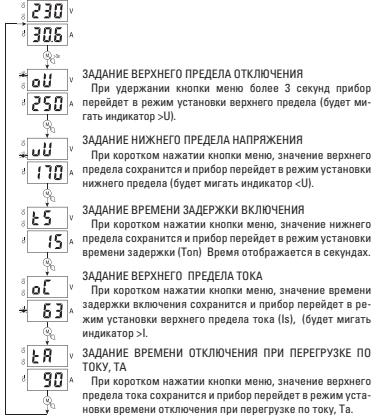 230 V
30.6 A
oU V
ЗАДАНИЕ ВЕРХНЕГО ПРЕДЕЛА ОТКЛЮЧЕНИЯ
При удержании кнопки меню более 3 секунд прибор
250 A
перейдет в режим установки верхнего предела (будет ми-
гать индикатор >U).
uU V
ЗАДАНИЕ НИЖНЕГО ПРЕДЕЛА НАПРЯЖЕНИЯ
При коротком нажатии кнопки меню, значение верхнего
170 A
предела сохранится и прибор перейдет в режим установки
нижнего предела (будет мигать индикатор <U).
tS V
ЗАДАНИЕ ВРЕМЕНИ ЗАДЕРЖКИ ВКЛЮЧЕНИЯ
При коротком нажатии кнопки меню, значение нижнего
15 A
предела сохранится и прибор перейдет в режим установки
времени задержки (Ton) Время отображается в секундах.
oC V
ЗАДАНИЕ ВЕРХНЕГО ПРЕДЕЛА ТОКА
При коротком нажатии кнопки меню, значение времени
63 A
задержки включения сохранится и прибор перейдет в ре-
жим установки верхнего предела тока (Is), (будет мигать
индикатор >I.
tA V
ЗАДАНИЕ ВРЕМЕНИ ОТКЛЮЧЕНИЯ ПРИ ПЕРЕГРУЗКЕ ПО
ТОКУ, ТА
90 A
При коротком нажатии кнопки меню, значение верхнего
предела тока сохранится и прибор перейдет в режим уста-
новки времени отключения при перегрузке по току, Та.